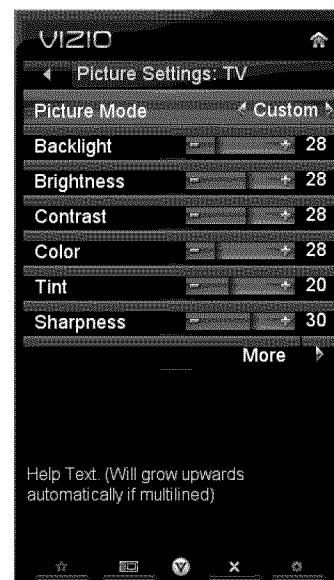 VIZIO
Picture Settings: TV
Picture Mode Custom
Backlight - + 28
Brightness - + 28
Contrast - + 28
Color - + 28
Tint - + 20
Sharpness - + 30
More
Help Text. (Will grow upwards
automatically if multilined)